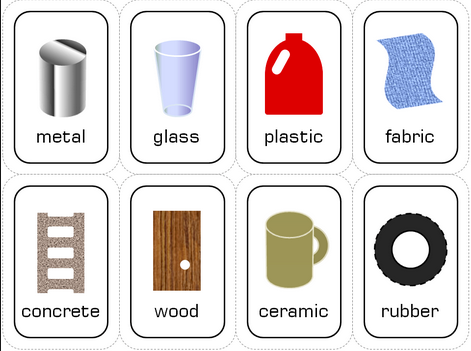 metal
glass
plastic
fabric
concrete
wood
ceramic
rubber